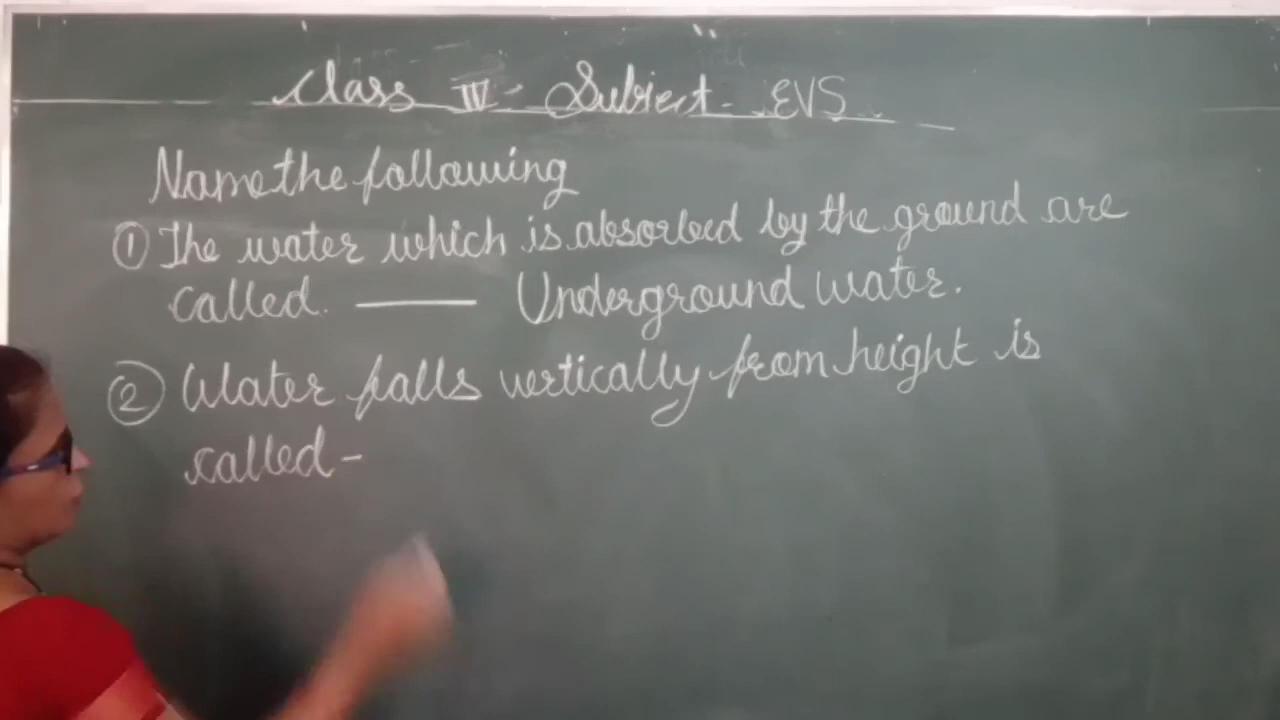 Class IV - Subject - EVS
Name the following
① The water which is absorbed by the ground are
called. ——— Underground water.
② Water falls vertically from height is
called -